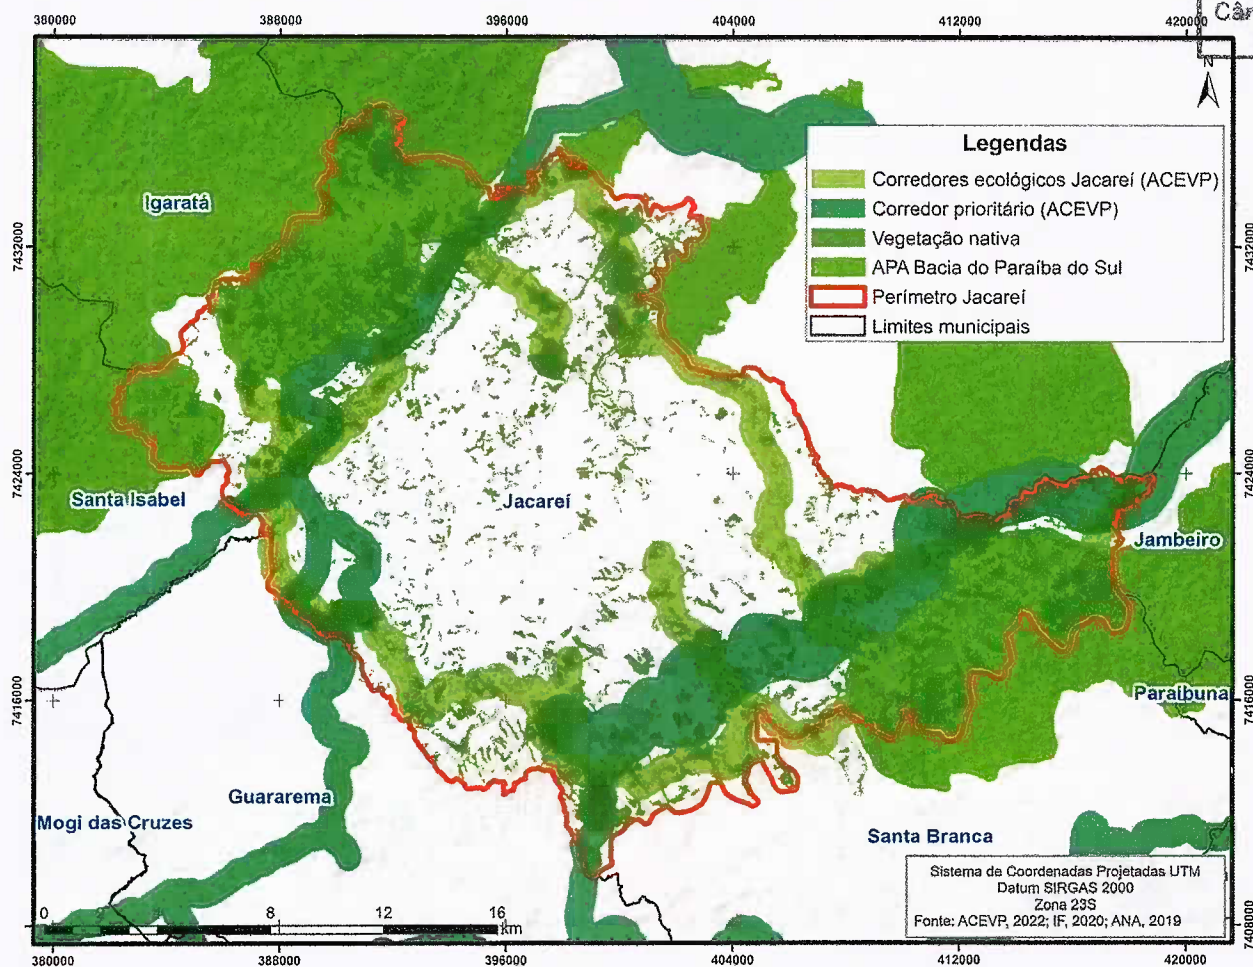 Câ
380000
388000
396000
404000
412000
420000
N
Legendas
Corredores ecológicos Jacareí (ACEVP)
Corredor prioritário (ACEVP)
Vegetação nativa
APA Bacia do Paraíba do Sul
Perímetro Jacareí
Limites municipais
Igaratá
7432000
7432000
7424000
7424000
Santa Isabel
Jacareí
Jambeiro
Paraibuna
7416000
7416000
Guararema
Mogi das Cruzes
Santa Branca
Sistema de Coordenadas Projetadas UTM
Datum SIRGAS 2000
Zona 23S
Fonte: ACEVP, 2022; IF, 2020; ANA, 2019
0
8
12
16
km
7408000
380000
388000
396000
404000
412000
420000